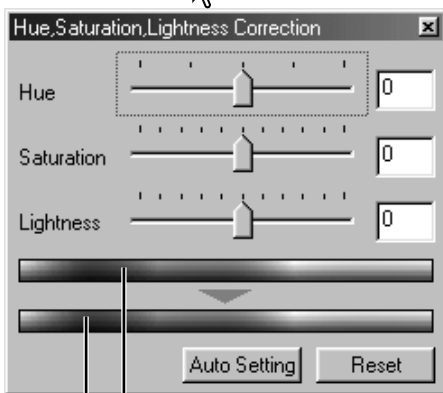 Hue,Saturation,Lightness Correction
Hue 0
Saturation 0
Lightness 0
Auto Setting Reset